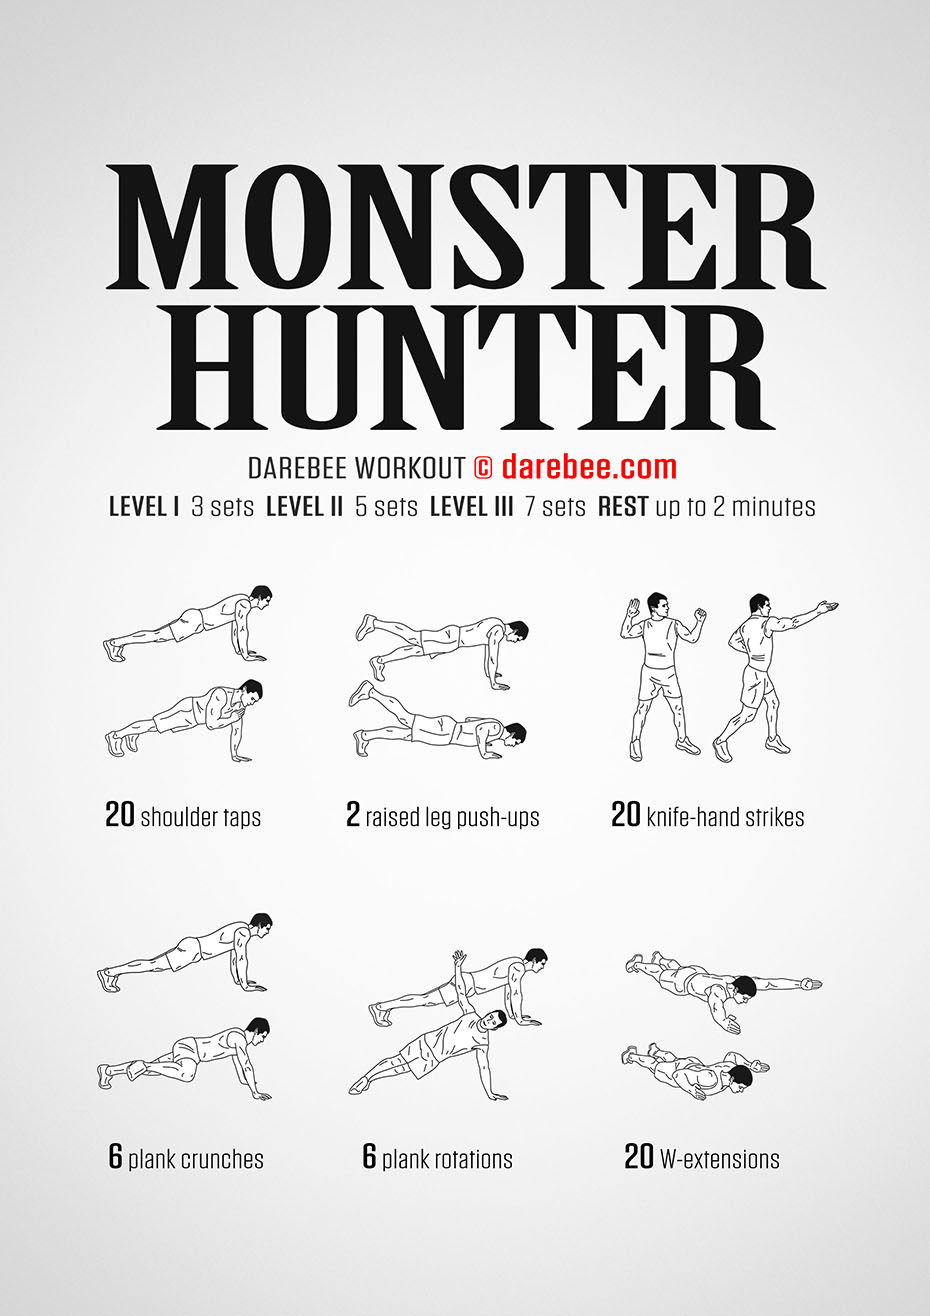 MONSTER
HUNTER
DAREBEE WORKOUT © darebee.com
LEVEL I 3 sets LEVEL II 5 sets LEVEL III 7 sets REST up to 2 minutes
20 shoulder taps
2 raised leg push-ups
20 knife-hand strikes
6 plank crunches
6 plank rotations
20 W-extensions